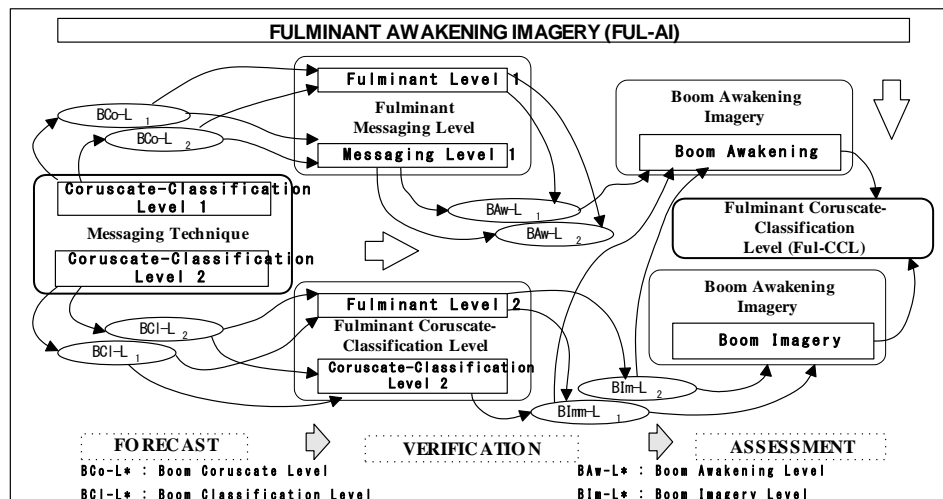 FULMINANT AWAKENING IMAGERY (FUL-AI)
Fulminant Level 1
Fulminant
Messaging Level
Messaging Level 1
BCo-L 1
BCo-L 2
Boom Awakening
Imagery
Boom Awakening
Coruscate-Classification
Level 1
Messaging Technique
Coruscate-Classification
Level 2
BAw-L 1
BAw-L 2
Fulminant Coruscate-
Classification
Level (Ful-CCL)
Fulminant Level 2
Fulminant Coruscate-
Classification Level
Coruscate-Classification
Level 2
BCl-L 2
BCl-L 1
Boom Awakening
Imagery
Boom Imagery
BIm-L 2
BImm-L 1
FORECAST
VERIFICATION
ASSESSMENT
BCo-L* : Boom Coruscate Level
BCl-L* : Boom Classification Level
BAw-L* : Boom Awakening Level
BIm-L* : Boom Imagery Level